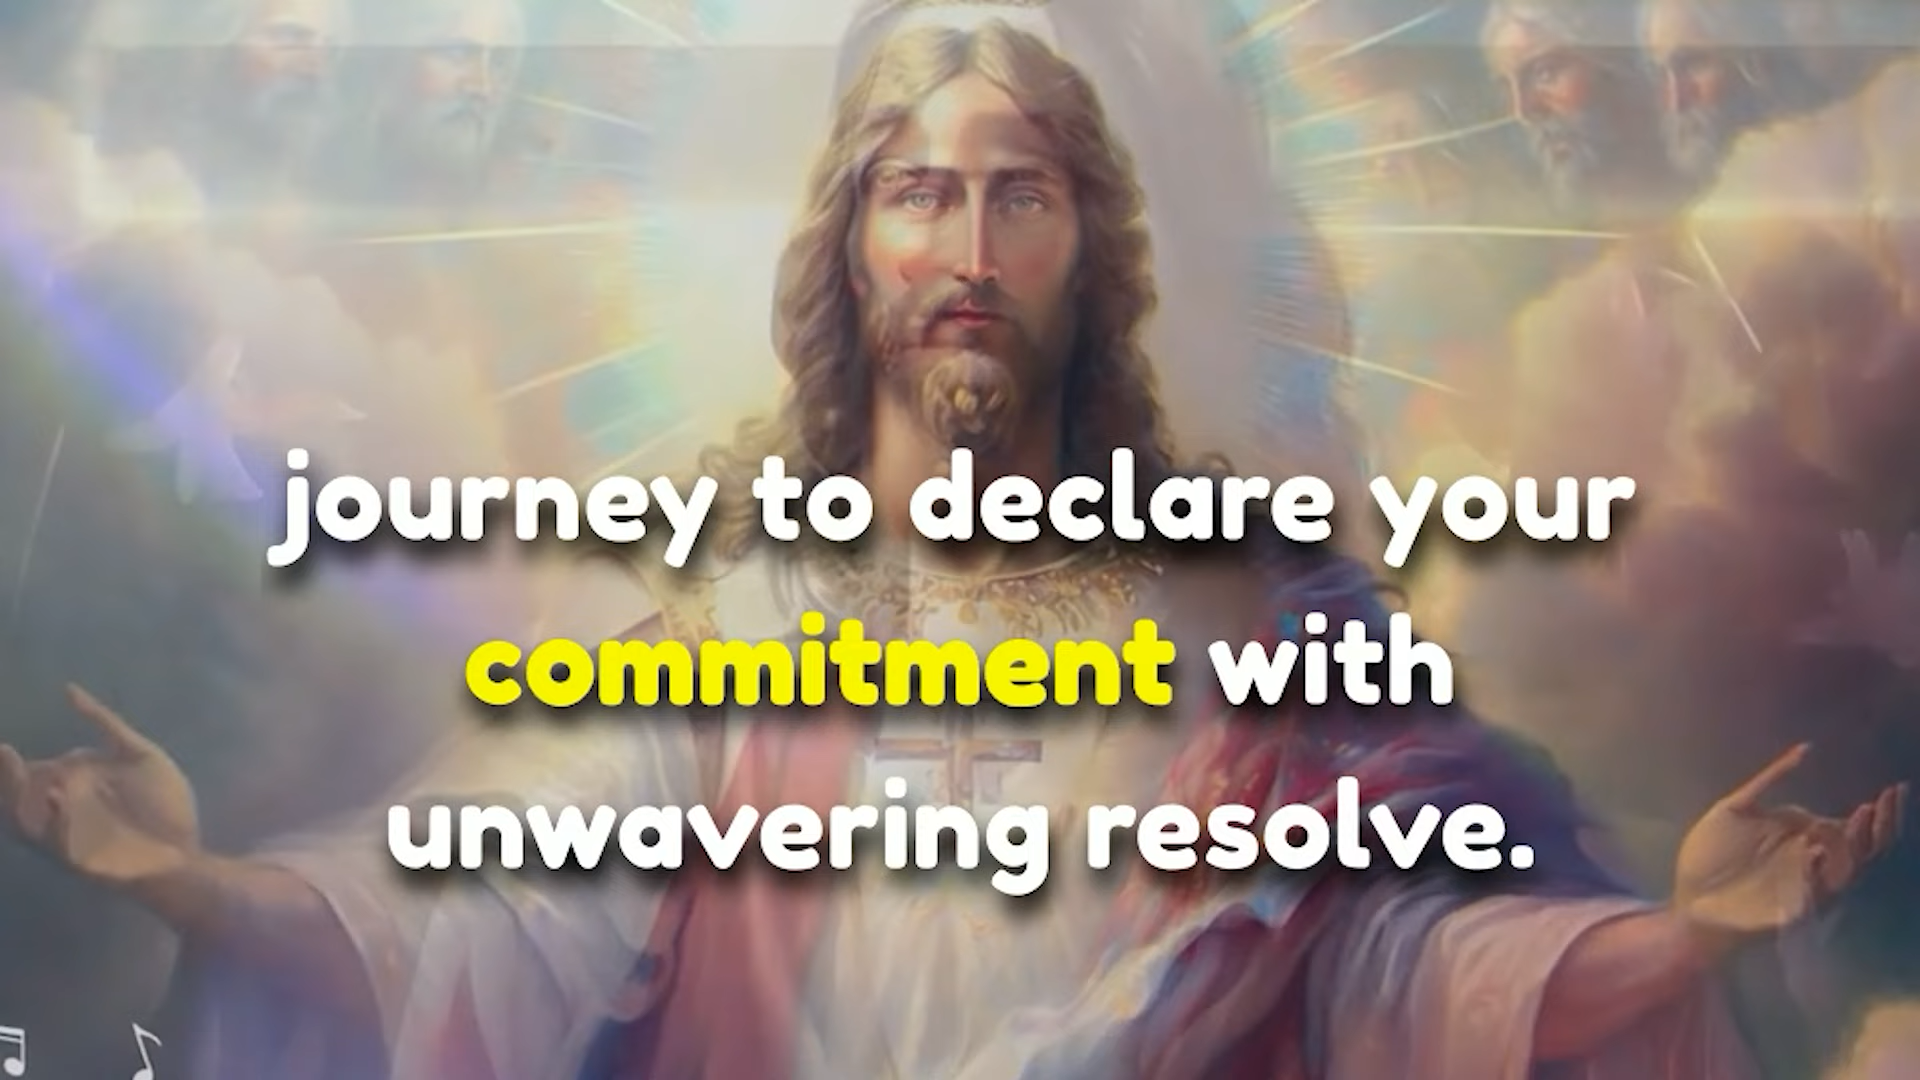 journey to declare your
commitment with
unwavering resolve.